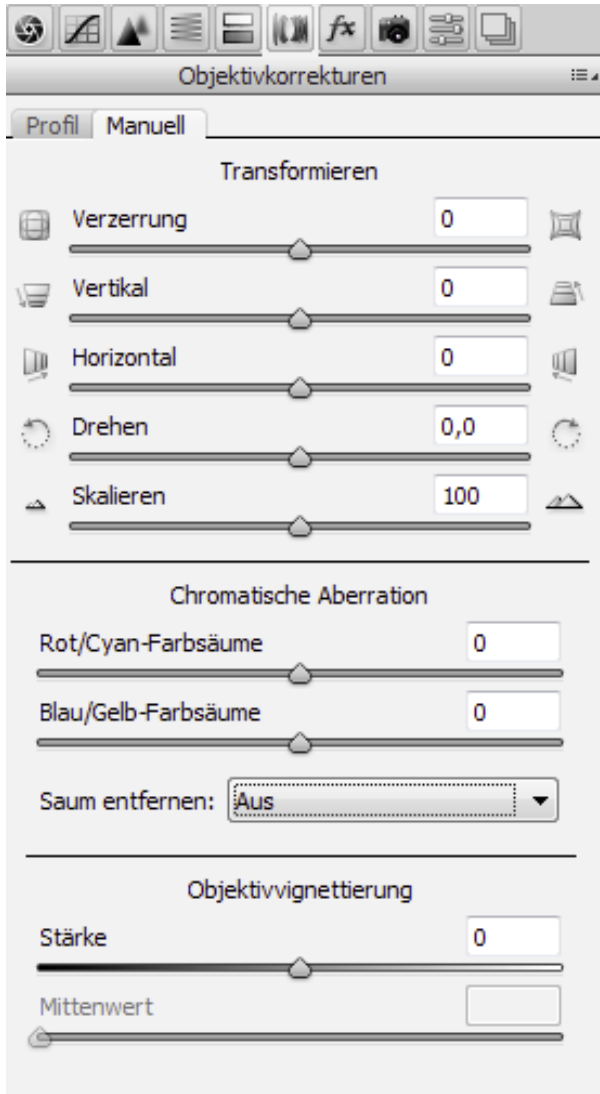 fx
Objektivkorrekturen
Profil Manuell
Transformieren
Verzerrung 0
Vertikal 0
Horizontal 0
Drehen 0,0
Skalieren 100
Chromatische Aberration
Rot/Cyan-Farbsäume 0
Blau/Gelb-Farbsäume 0
Saum entfernen: Aus
Objektivvignettierung
Stärke 0
Mittenwert